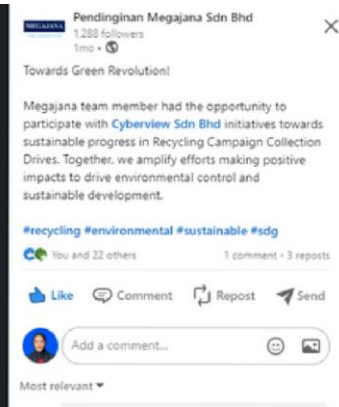 MEGAJANA
Pendinginan Megajana Sdn Bhd
1,288 followers
1mo •
Towards Green Revolution!
Megajana team member had the opportunity to
participate with Cyberview Sdn Bhd initiatives towards
sustainable progress in Recycling Campaign Collection
Drives. Together, we amplify efforts making positive
impacts to drive environmental control and
sustainable development.
#recycling #environmental #sustainable #sdg
You and 22 others 1 comment • 3 reposts
Like Comment Repost Send
Add a comment...
Most relevant